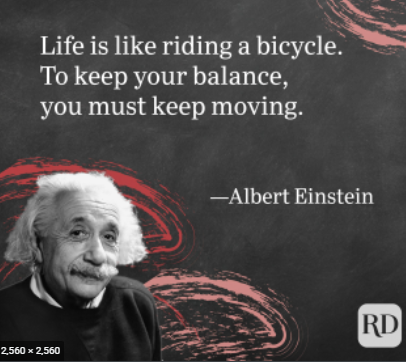 Life is like riding a bicycle.
To keep your balance,
you must keep moving.
—Albert Einstein
RD
2,560 × 2,560